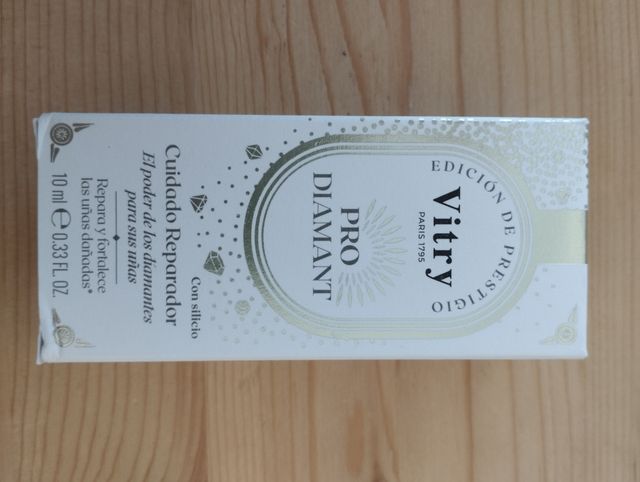 EDICIÓN DE PRESTIGIO
Vitry
PARIS 1795
PRO
DIAMANT
Con silicio
Cuidado Reparador
El poder de los diamantes
para sus uñas
Repara y fortalece
las uñas dañadas*
10 ml ℮ 0.33 FL. OZ.